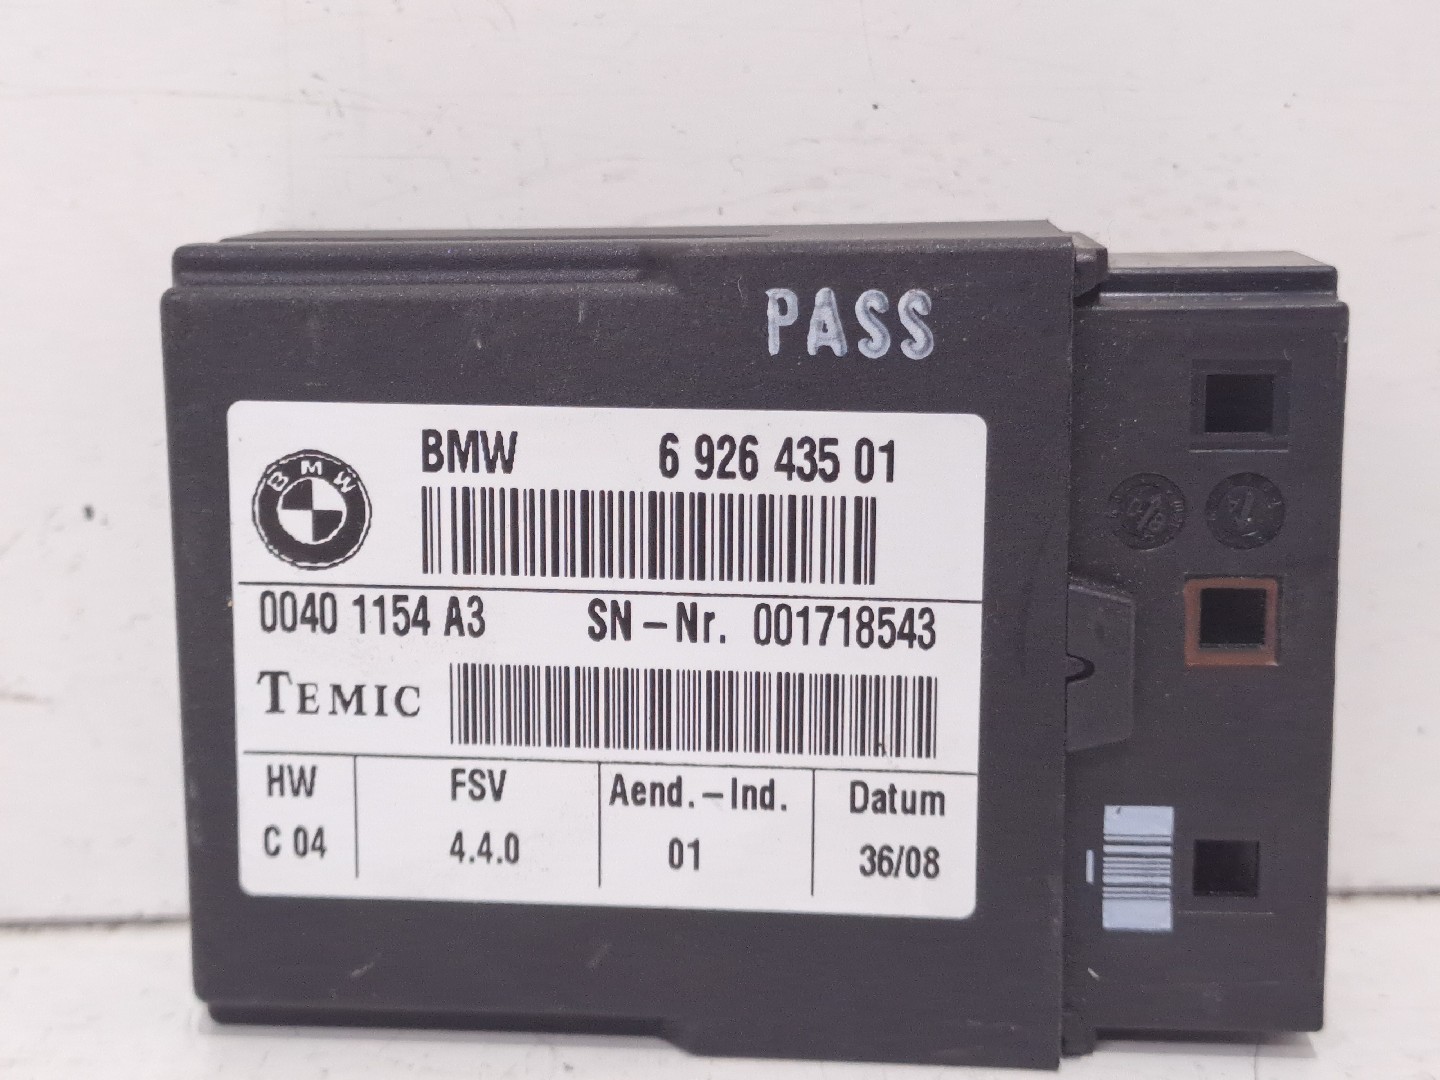 PASS
BMW 6 926 435 01
BMW
0040 1154 A3 SN-Nr. 001718543
TEMIC
HW FSV Aend.-Ind. Datum
C 04 4.4.0 01 36/08